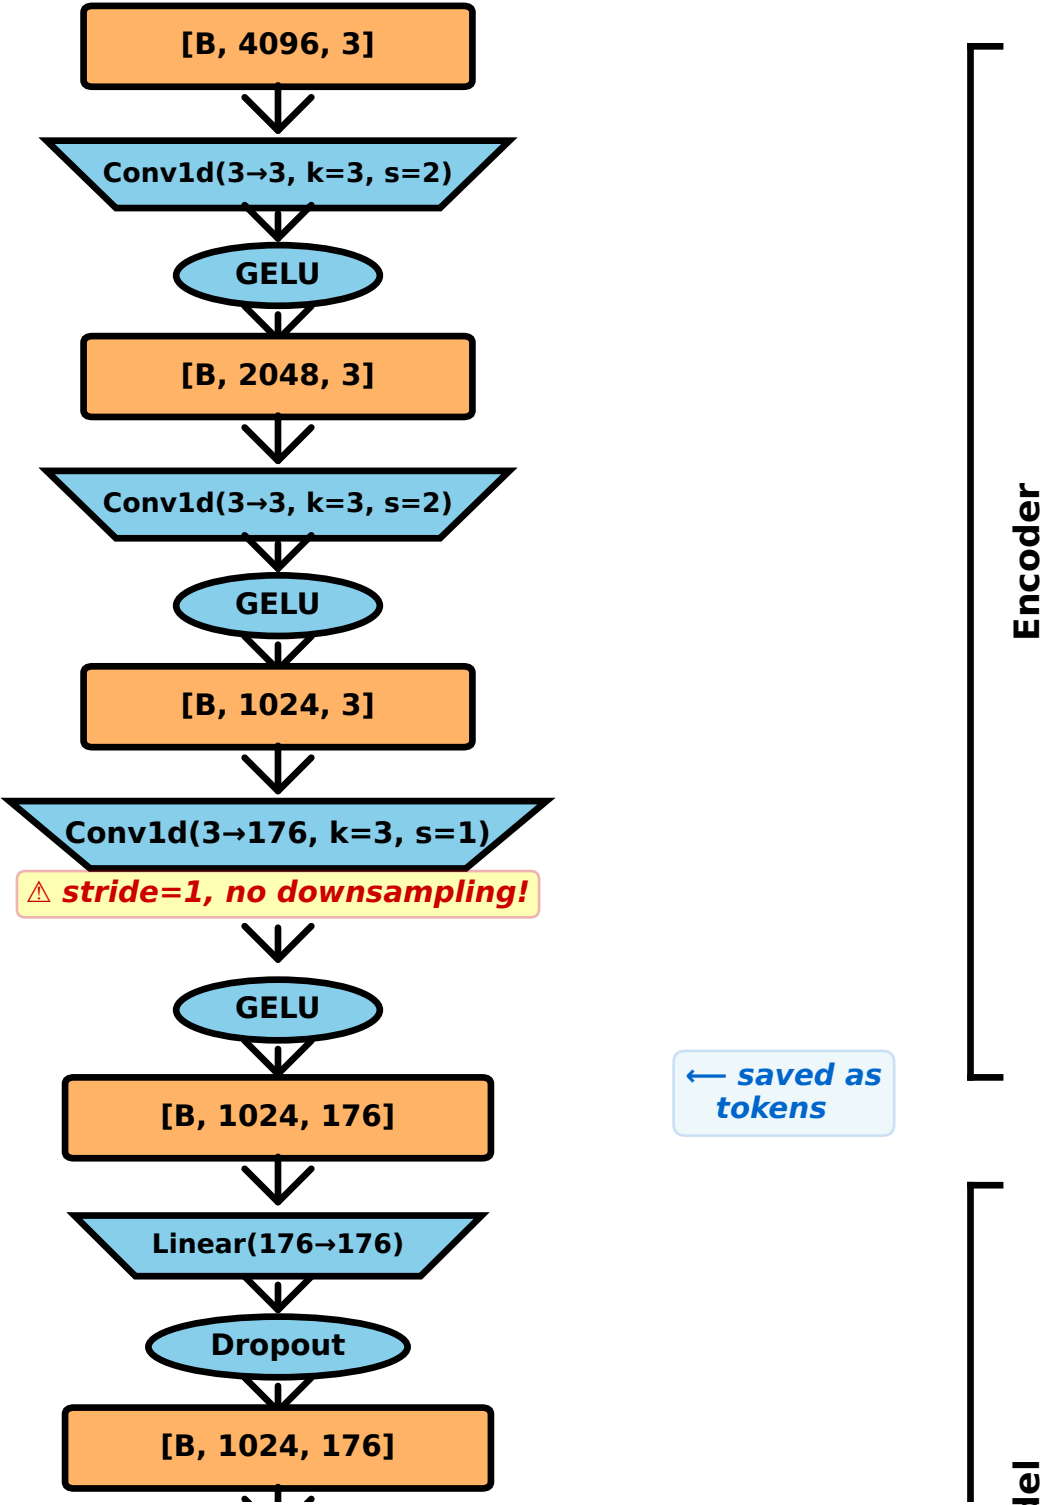 [B, 4096, 3]
Conv1d(3→3, k=3, s=2)
GELU
[B, 2048, 3]
Conv1d(3→3, k=3, s=2)
GELU
[B, 1024, 3]
Encoder
Conv1d(3→176, k=3, s=1)
⚠ stride=1, no downsampling!
GELU
[B, 1024, 176]
⟵ saved as
tokens
Linear(176→176)
Dropout
[B, 1024, 176]